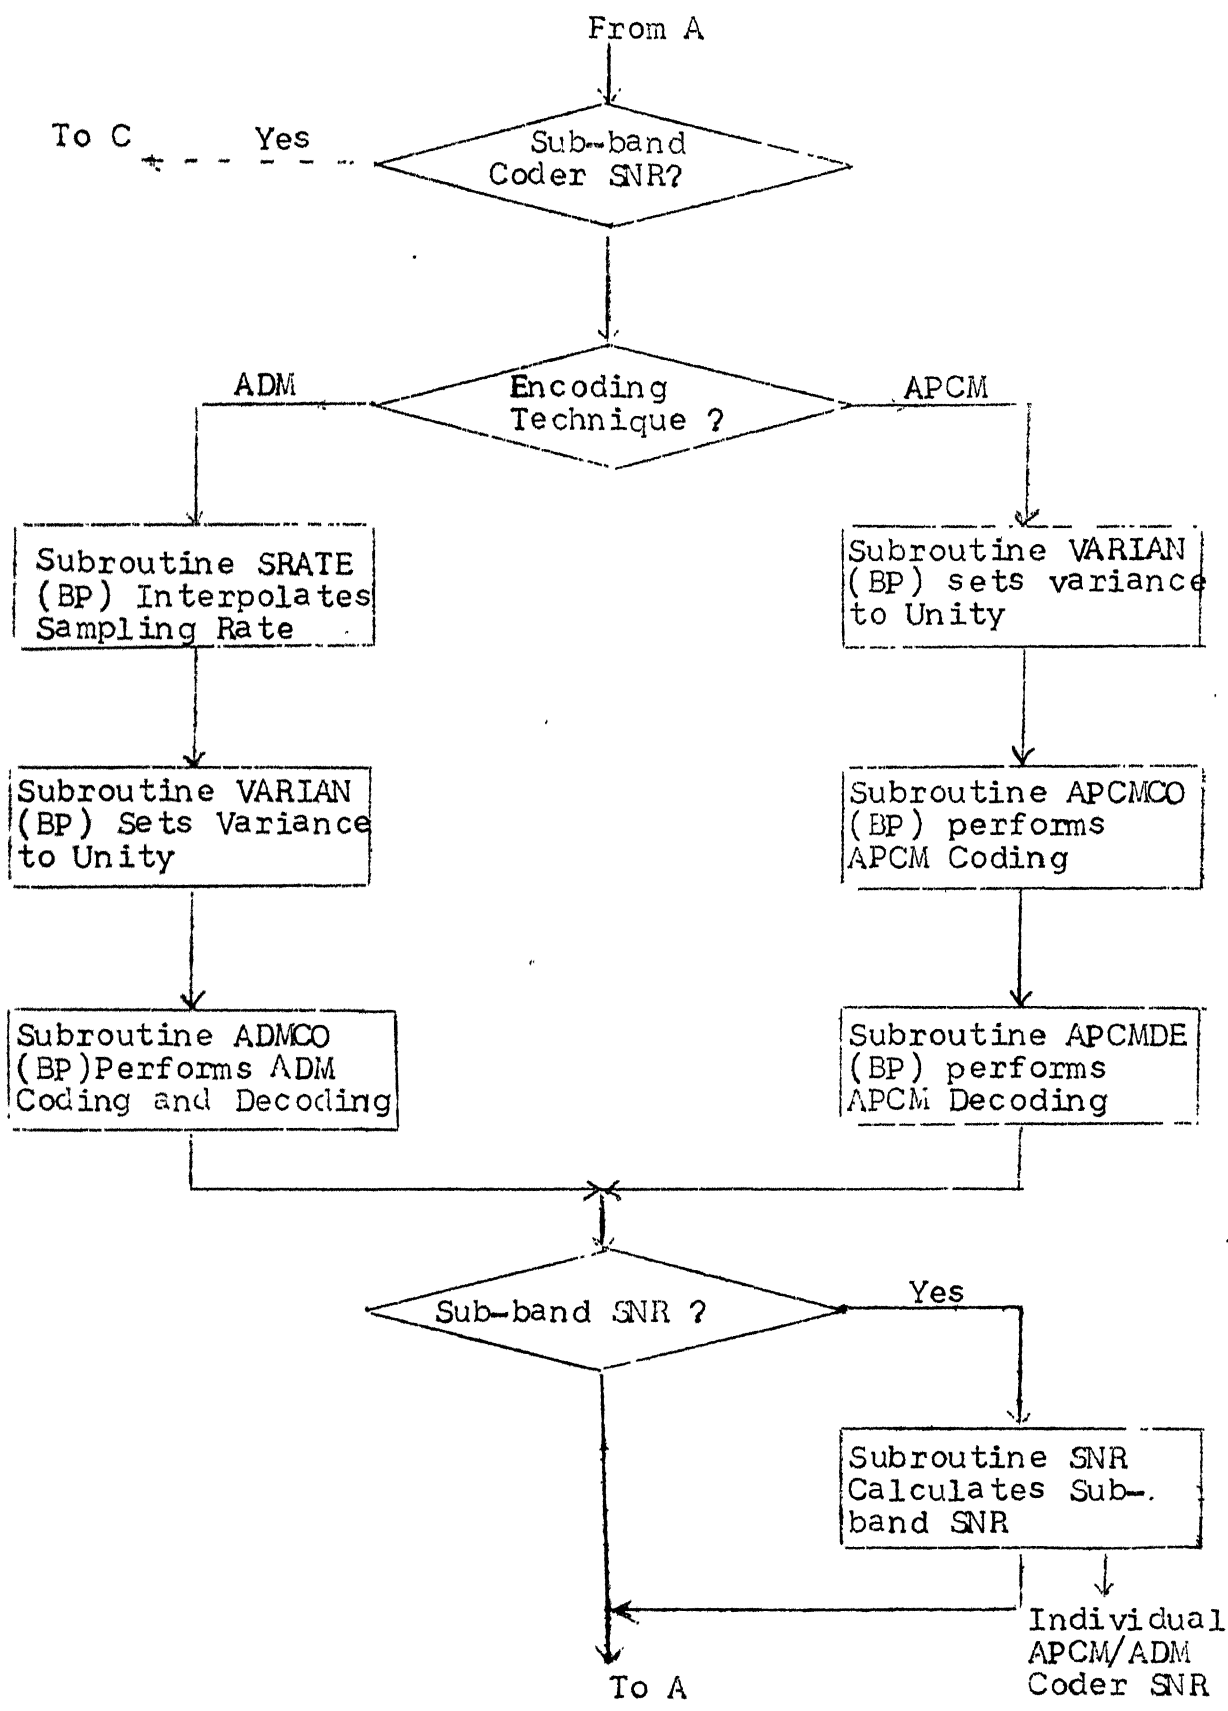 From A
To C
Yes
Sub-band
Coder SNR?
ADM
Encoding
Technique ?
APCM
Subroutine SRATE
(BP) Interpolates
Sampling Rate
Subroutine VARIAN
(BP) sets variance
to Unity
Subroutine VARIAN
(BP) Sets Variance
to Unity
Subroutine APCMCO
(BP) performs
APCM Coding
Subroutine ADMCO
(BP)Performs ADM
Coding and Decoding
Subroutine APCMDE
(BP) performs
APCM Decoding
Sub-band SNR ?
Yes
Subroutine SNR
Calculates Sub-
band SNR
Individual
APCM/ADM
Coder SNR
To A